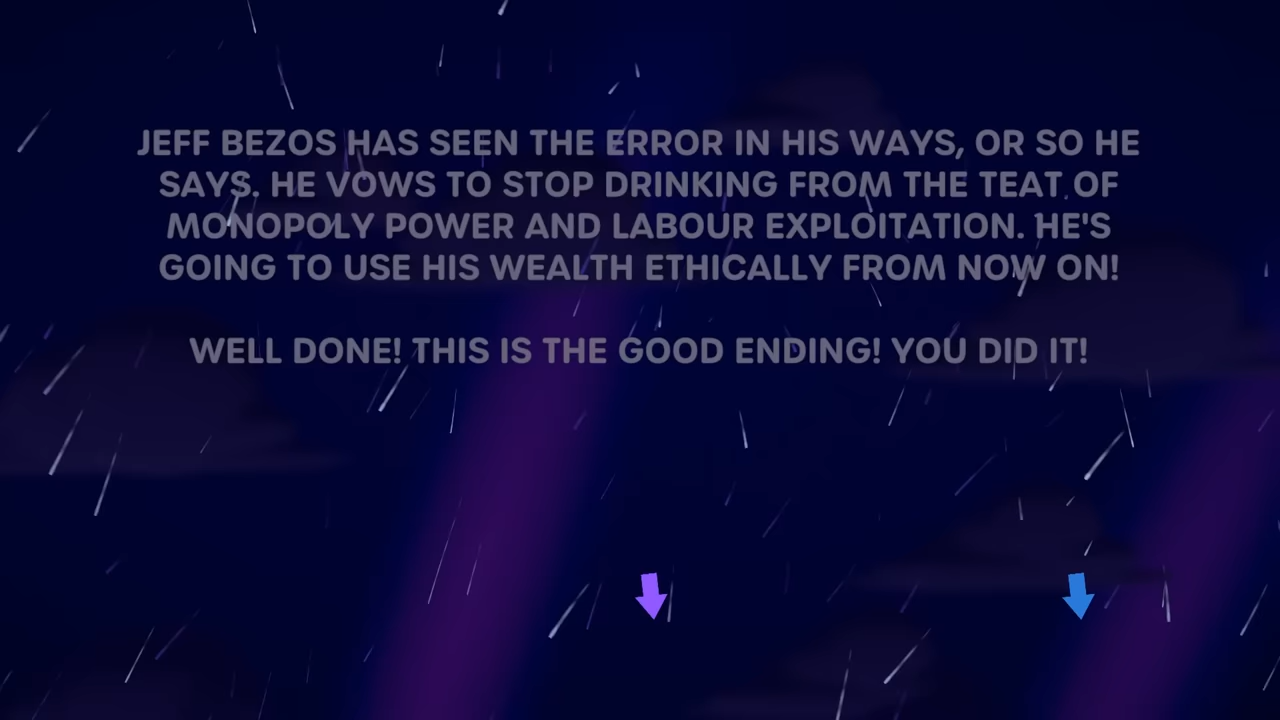 JEFF BEZOS HAS SEEN THE ERROR IN HIS WAYS, OR SO HE
SAYS. HE VOWS TO STOP DRINKING FROM THE TEAT OF
MONOPOLY POWER AND LABOUR EXPLOITATION. HE'S
GOING TO USE HIS WEALTH ETHICALLY FROM NOW ON!
WELL DONE! THIS IS THE GOOD ENDING! YOU DID IT!